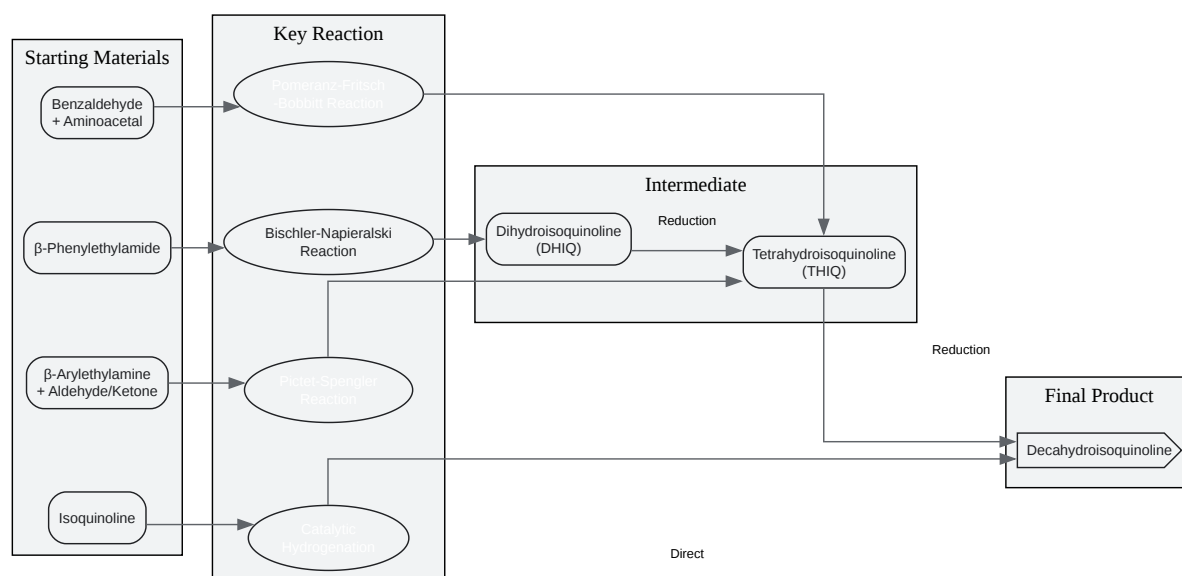 Starting Materials
Benzaldehyde
+ Aminoacetal
β-Phenylethylamide
β-Arylethylamine
+ Aldehyde/Ketone
Isoquinoline
Key Reaction
Pomeranz-Fritsch
-Bobbitt Reaction
Bischler-Napieralski
Reaction
Pictet-Spengler
Reaction
Catalytic
Hydrogenation
Intermediate
Dihydroisoquinoline
(DHIQ)
Reduction
Tetrahydroisoquinoline
(THIQ)
Reduction
Direct
Final Product
Decahydroisoquinoline